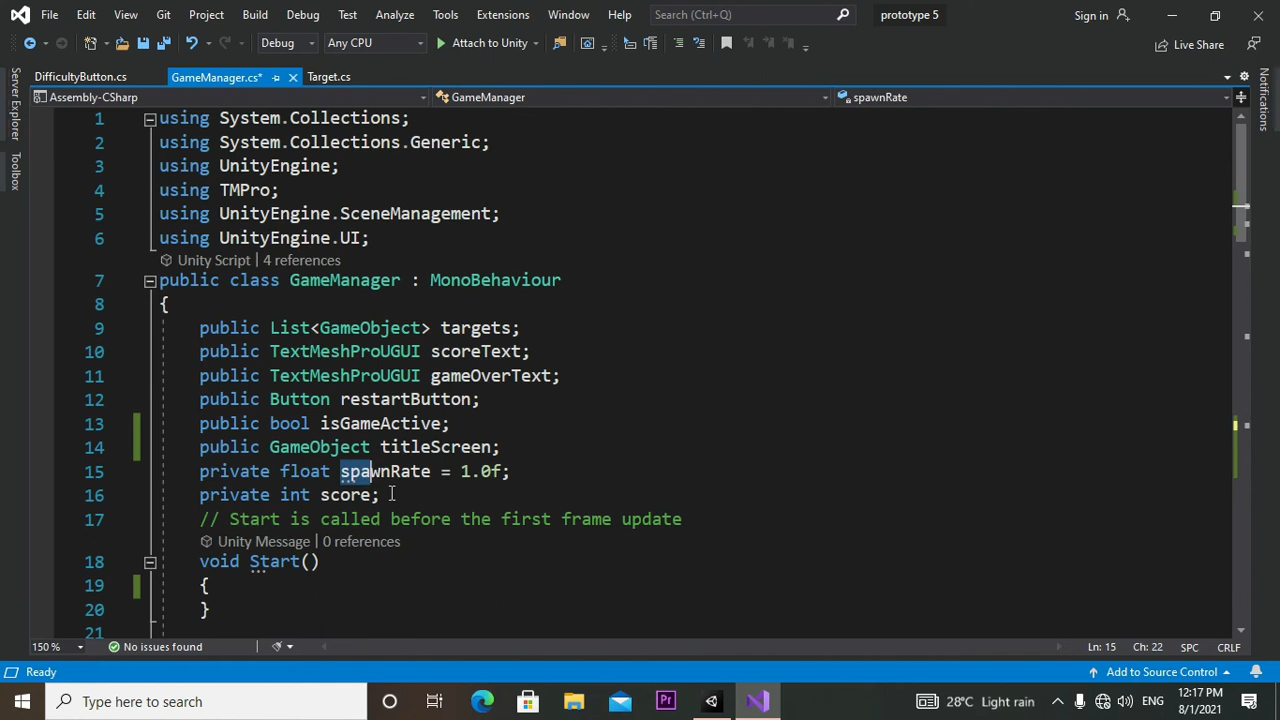 File Edit View Git Project Build Debug Test Analyze Tools Extensions Window Help Search (Ctrl+Q) prototype 5 Sign in
Debug Any CPU Attach to Unity Live Share
DifficultyButton.cs GameManager.cs* Target.cs
Assembly-CSharp GameManager spawnRate
Server Explorer
Toolbox
Notifications
1 using System.Collections;
2 using System.Collections.Generic;
3 using UnityEngine;
4 using TMPro;
5 using UnityEngine.SceneManagement;
6 using UnityEngine.UI;
Unity Script | 4 references
7 public class GameManager : MonoBehaviour
8 {
9 public List<GameObject> targets;
10 public TextMeshProUGUI scoreText;
11 public TextMeshProUGUI gameOverText;
12 public Button restartButton;
13 public bool isGameActive;
14 public GameObject titleScreen;
15 private float spawnRate = 1.0f;
16 private int score;
17 // Start is called before the first frame update
Unity Message | 0 references
18 void Start()
19 {
20 }
21
150 % No issues found Ln: 15 Ch: 22 SPC CRLF
Ready Add to Source Control
Type here to search Pr 28°C Light rain ENG 12:17 PM
8/1/2021